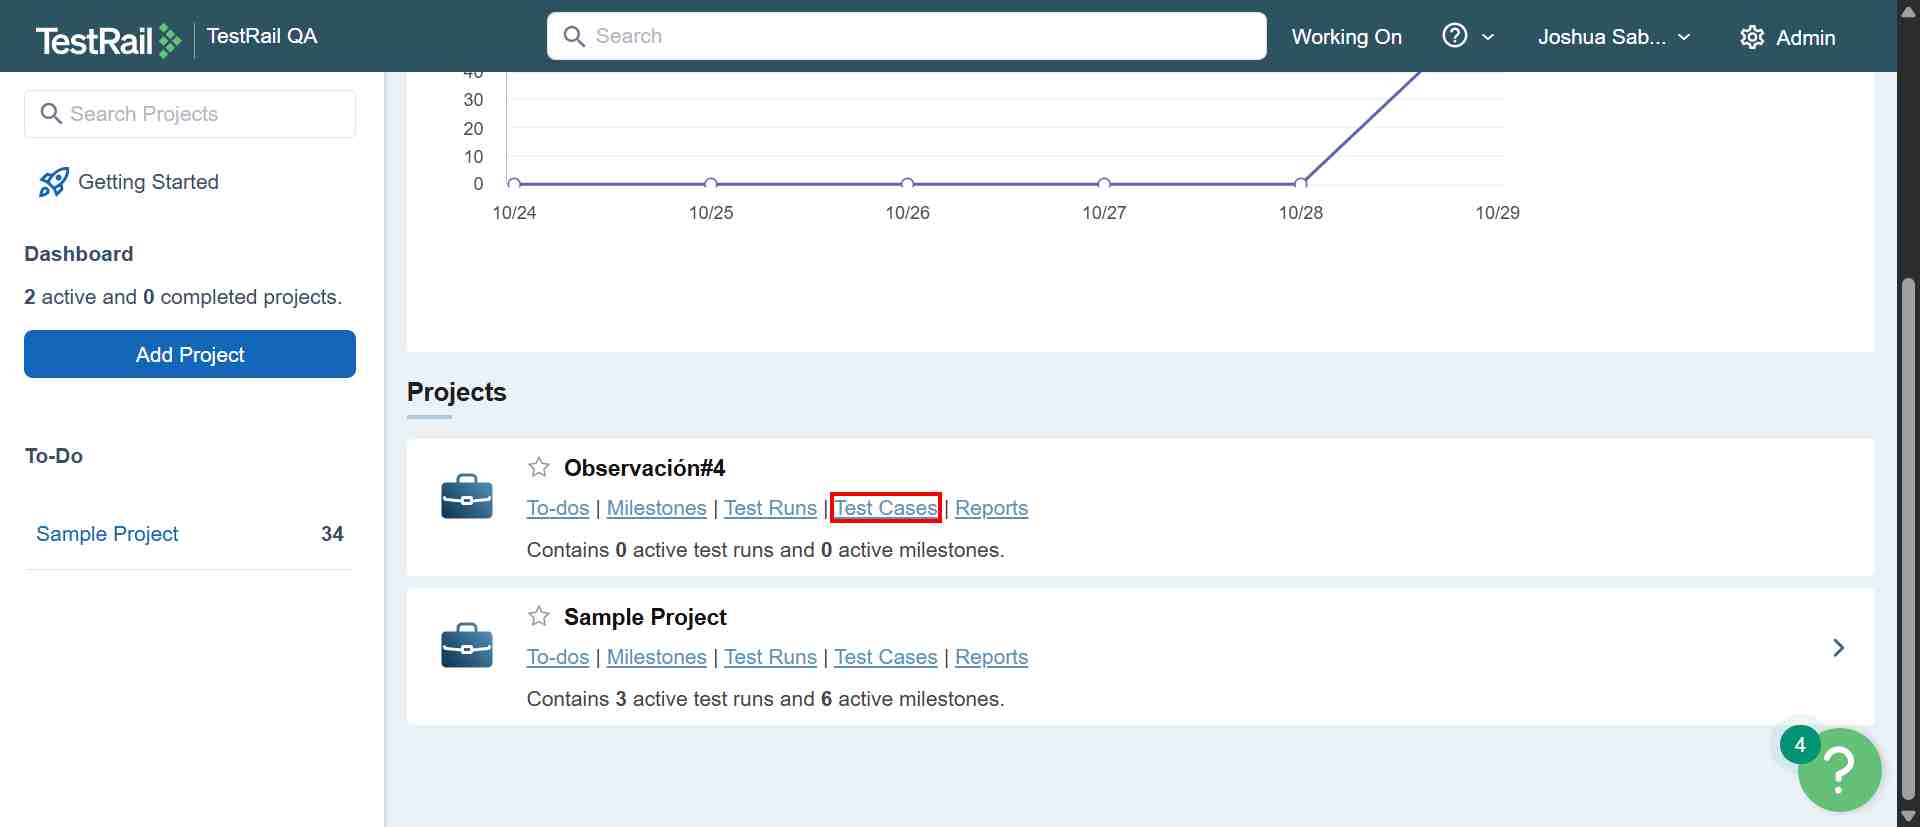 TestRail TestRail QA Search Working On Joshua Sab... Admin
Search Projects
Getting Started
Dashboard
2 active and 0 completed projects.
Add Project
To-Do
Sample Project 34
40
30
20
10
0
10/24 10/25 10/26 10/27 10/28 10/29
Projects
Observación#4
To-dos | Milestones | Test Runs | Test Cases | Reports
Contains 0 active test runs and 0 active milestones.
Sample Project
To-dos | Milestones | Test Runs | Test Cases | Reports
Contains 3 active test runs and 6 active milestones.
4
?